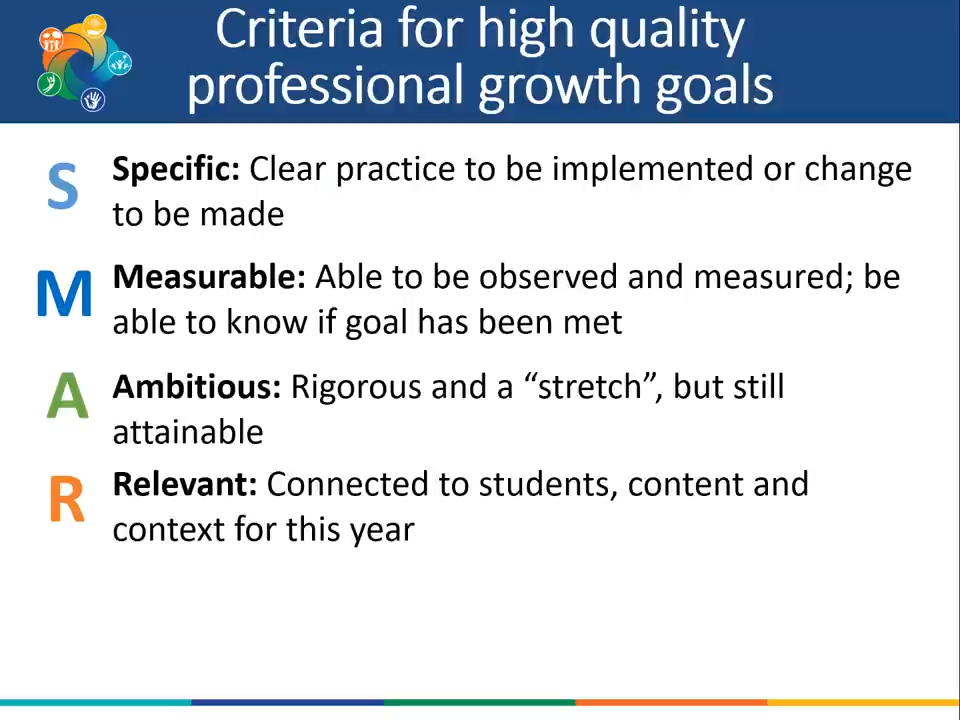 Criteria for high quality
professional growth goals
S
Specific: Clear practice to be implemented or change
to be made
M
Measurable: Able to be observed and measured; be
able to know if goal has been met
A
Ambitious: Rigorous and a “stretch”, but still
attainable
R
Relevant: Connected to students, content and
context for this year